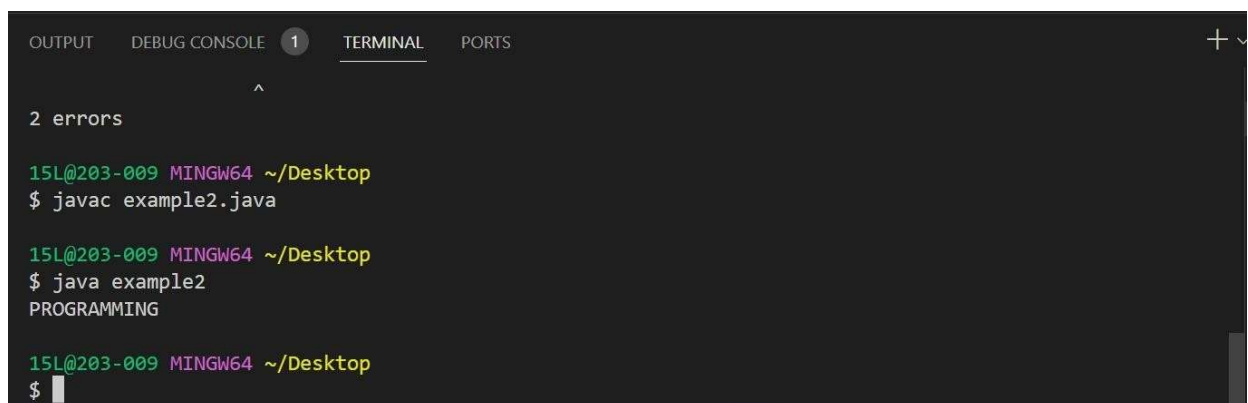 OUTPUT DEBUG CONSOLE 1 TERMINAL PORTS
^
2 errors
15L@203-009 MINGW64 ~/Desktop
$ javac example2.java
15L@203-009 MINGW64 ~/Desktop
$ java example2
PROGRAMMING
15L@203-009 MINGW64 ~/Desktop
$